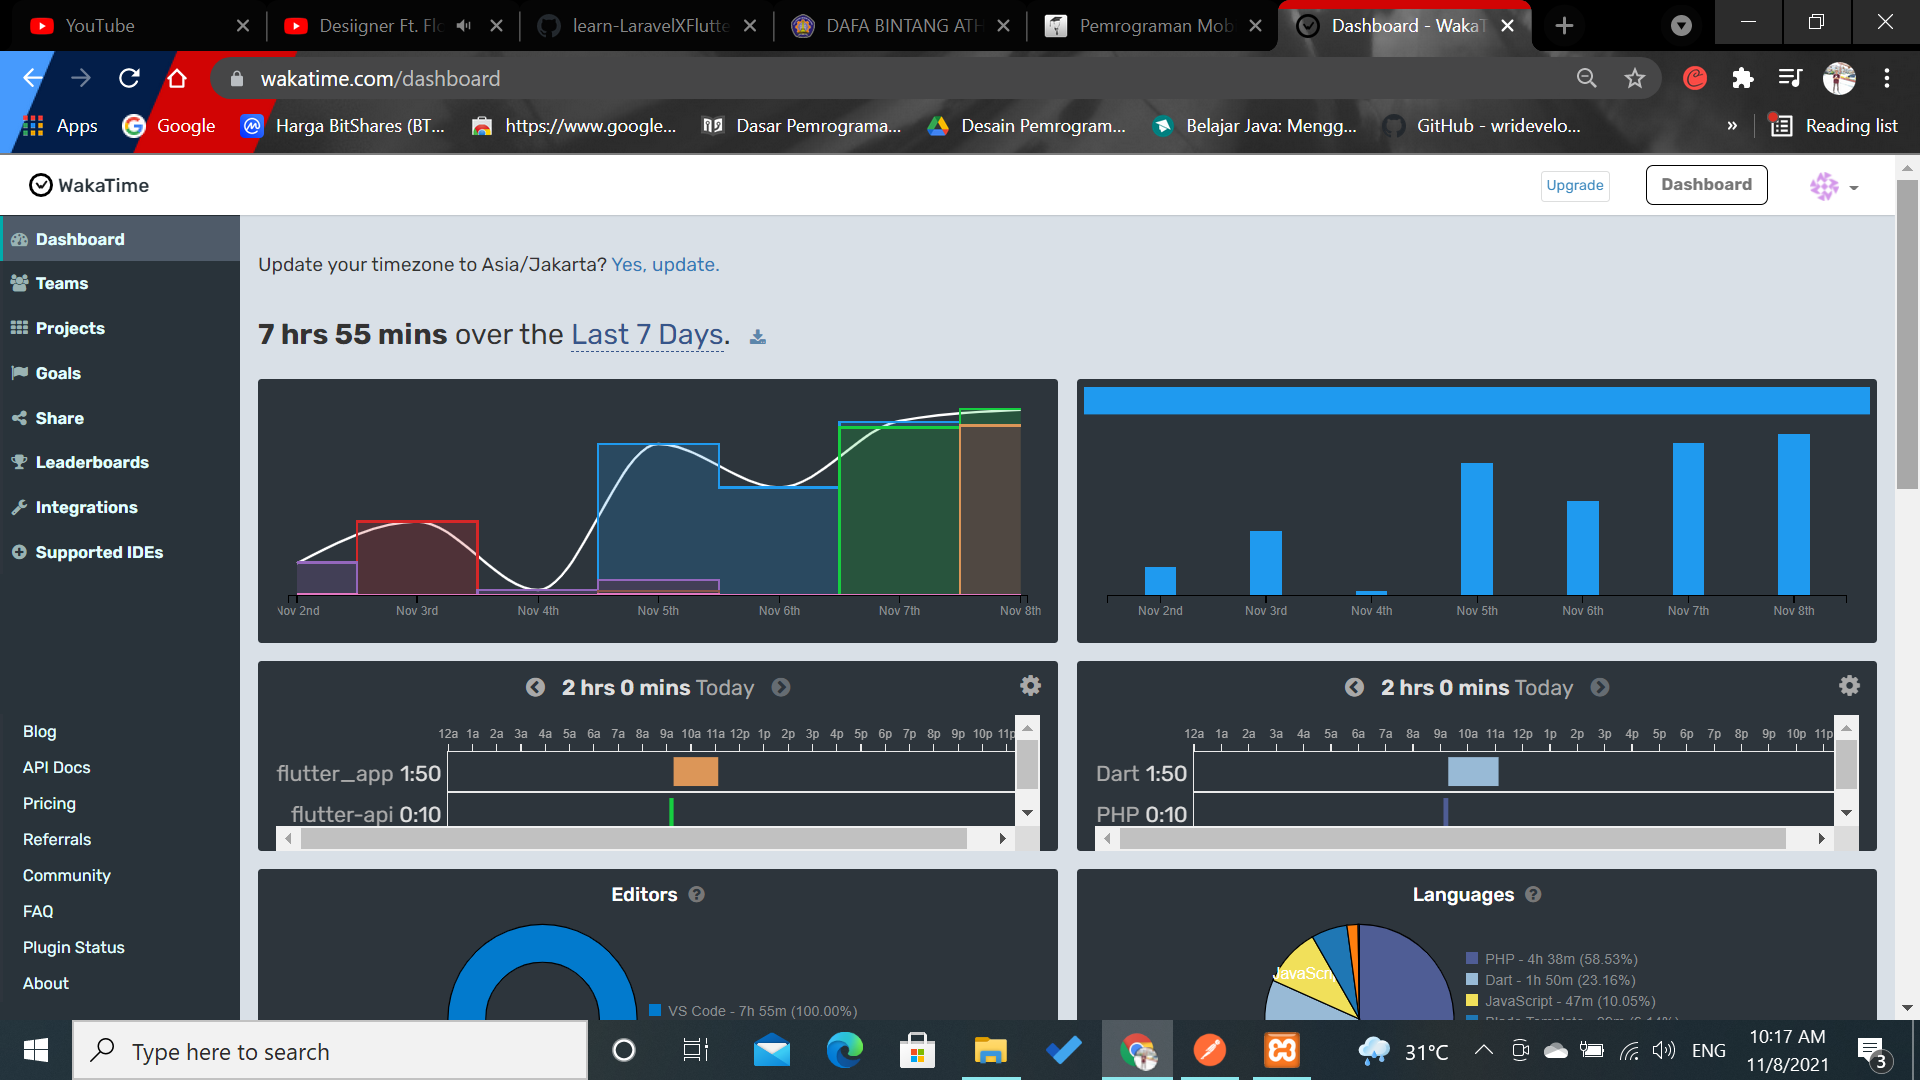 YouTube
Desiigner Ft. Flo
learn-LaravelXFlutte
DAFA BINTANG ATH
Pemrograman Mob
Dashboard - WakaT
wakatime.com/dashboard
Apps
Google
Harga BitShares (BT...
https://www.google...
Dasar Pemrograma...
Desain Pemrogram...
Belajar Java: Mengg...
GitHub - wridevelo...
»
Reading list
WakaTime
Upgrade
Dashboard
Dashboard
Teams
Projects
Goals
Share
Leaderboards
Integrations
Supported IDEs
Blog
API Docs
Pricing
Referrals
Community
FAQ
Plugin Status
About
Update your timezone to Asia/Jakarta? Yes, update.
7 hrs 55 mins over the Last 7 Days.
Nov 2nd Nov 3rd Nov 4th Nov 5th Nov 6th Nov 7th Nov 8th
Nov 2nd Nov 3rd Nov 4th Nov 5th Nov 6th Nov 7th Nov 8th
2 hrs 0 mins Today
12a 1a 2a 3a 4a 5a 6a 7a 8a 9a 10a 11a 12p 1p 2p 3p 4p 5p 6p 7p 8p 9p 10p 11p
flutter_app 1:50
flutter-api 0:10
2 hrs 0 mins Today
12a 1a 2a 3a 4a 5a 6a 7a 8a 9a 10a 11a 12p 1p 2p 3p 4p 5p 6p 7p 8p 9p 10p 11p
Dart 1:50
PHP 0:10
Editors ?
VS Code - 7h 55m (100.00%)
Languages ?
JavaScri
PHP - 4h 38m (58.53%)
Dart - 1h 50m (23.16%)
JavaScript - 47m (10.05%)
Type here to search
31°C
ENG
10:17 AM
11/8/2021
3